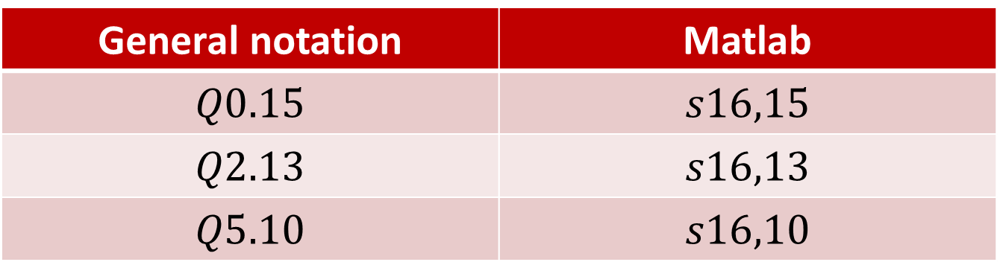 General notation Matlab
Q0.15 s16,15
Q2.13 s16,13
Q5.10 s16,10